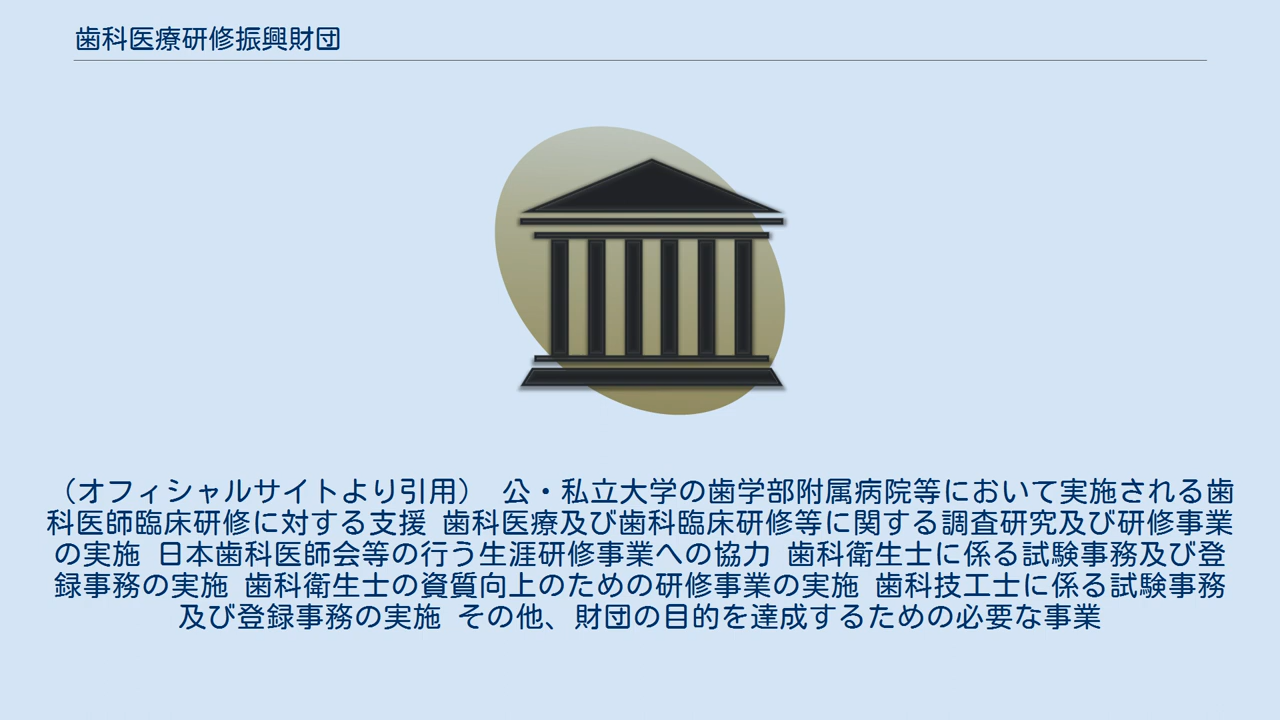 歯科医療研修振興財団
（オフィシャルサイトより引用） 公・私立大学の歯学部附属病院等において実施される歯
科医師臨床研修に対する支援 歯科医療及び歯科臨床研修等に関する調査研究及び研修事業
の実施 日本歯科医師会等の行う生涯研修事業への協力 歯科衛生士に係る試験事務及び登
録事務の実施 歯科衛生士の資質向上のための研修事業の実施 歯科技工士に係る試験事務
及び登録事務の実施 その他、財団の目的を達成するための必要な事業